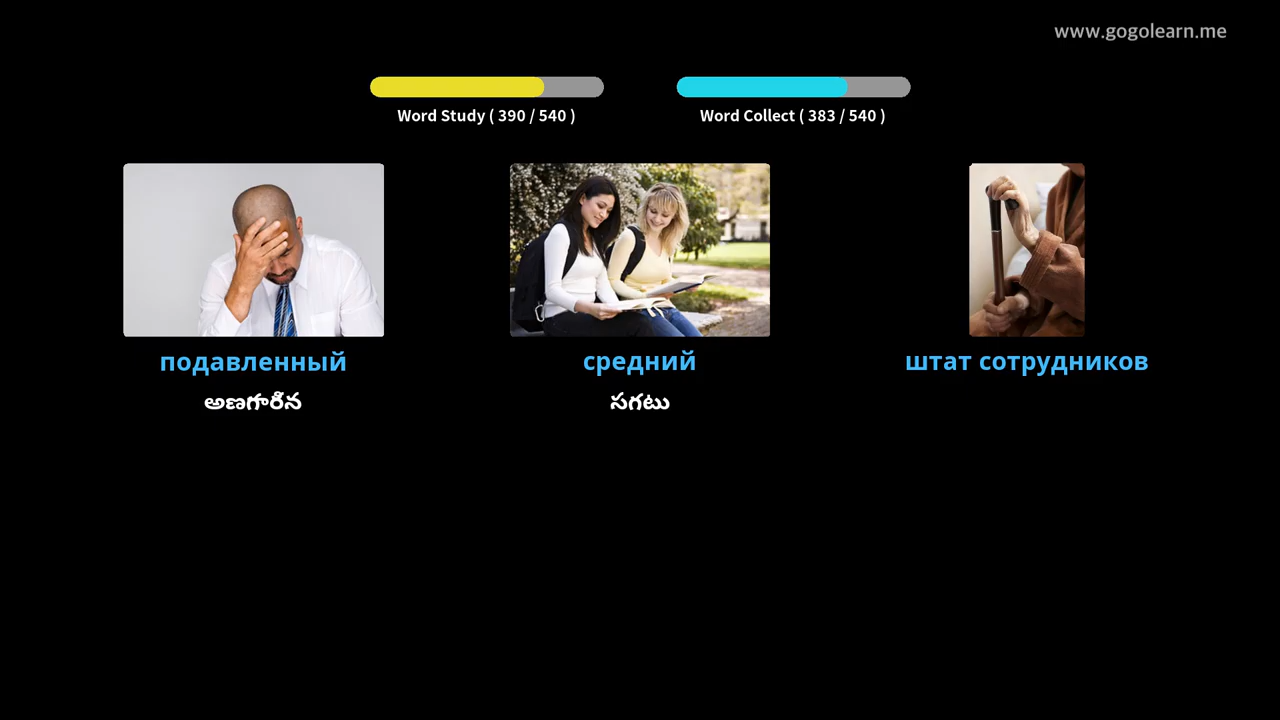 www.gogolearn.me
Word Study ( 390 / 540 )
Word Collect ( 383 / 540 )
подавленный
средний
штат сотрудников
అణగారిన
సగటు